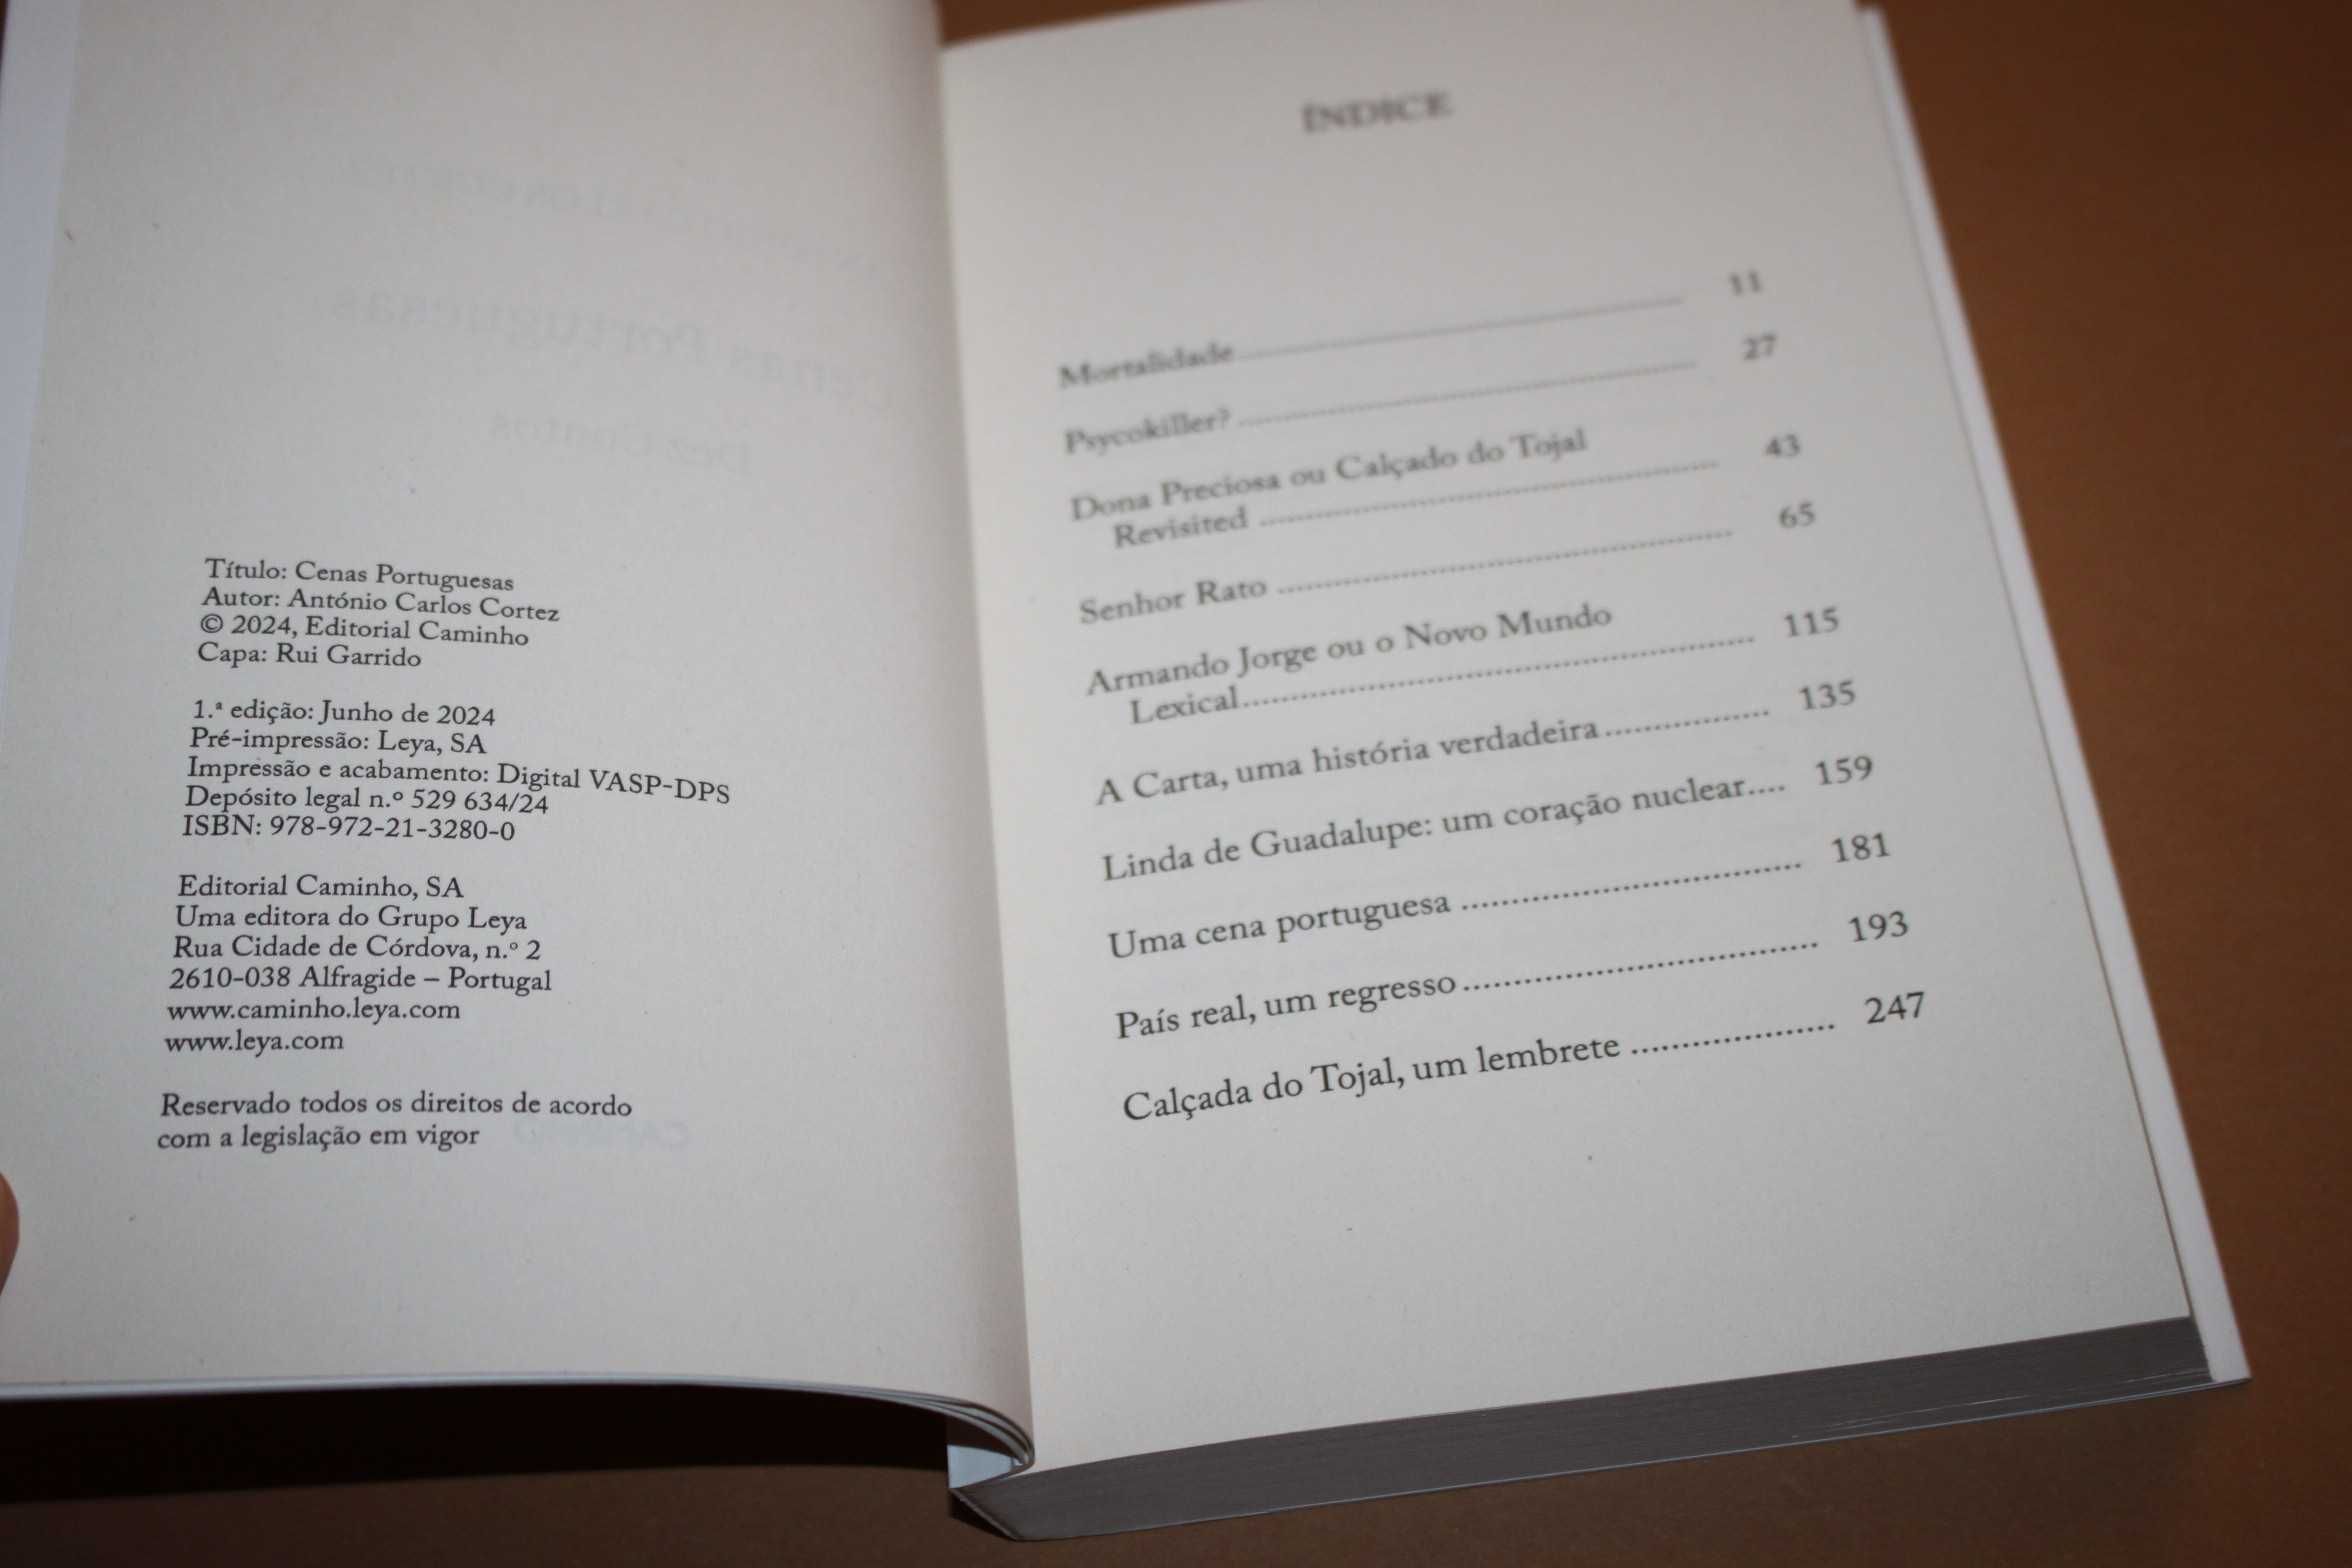 Título: Cenas Portuguesas
Autor: António Carlos Cortez
© 2024, Editorial Caminho
Capa: Rui Garrido
1.ª edição: Junho de 2024
Pré-impressão: Leya, SA
Impressão e acabamento: Digital VASP-DPS
Depósito legal n.º 529 634/24
ISBN: 978-972-21-3280-0
Editorial Caminho, SA
Uma editora do Grupo Leya
Rua Cidade de Córdova, n.º 2
2610-038 Alfragide – Portugal
www.caminho.leya.com
www.leya.com
Reservado todos os direitos de acordo
com a legislação em vigor
ÍNDICE
Mortalidade ........ 11
Psycokiller? ........ 27
Dona Preciosa ou Calçado do Tojal
Revisited ........ 43
Senhor Rato ........ 65
Armando Jorge ou o Novo Mundo
Lexical ........ 115
A Carta, uma história verdadeira ........ 135
Linda de Guadalupe: um coração nuclear .... 159
Uma cena portuguesa ........ 181
País real, um regresso ........ 193
Calçada do Tojal, um lembrete ........ 247